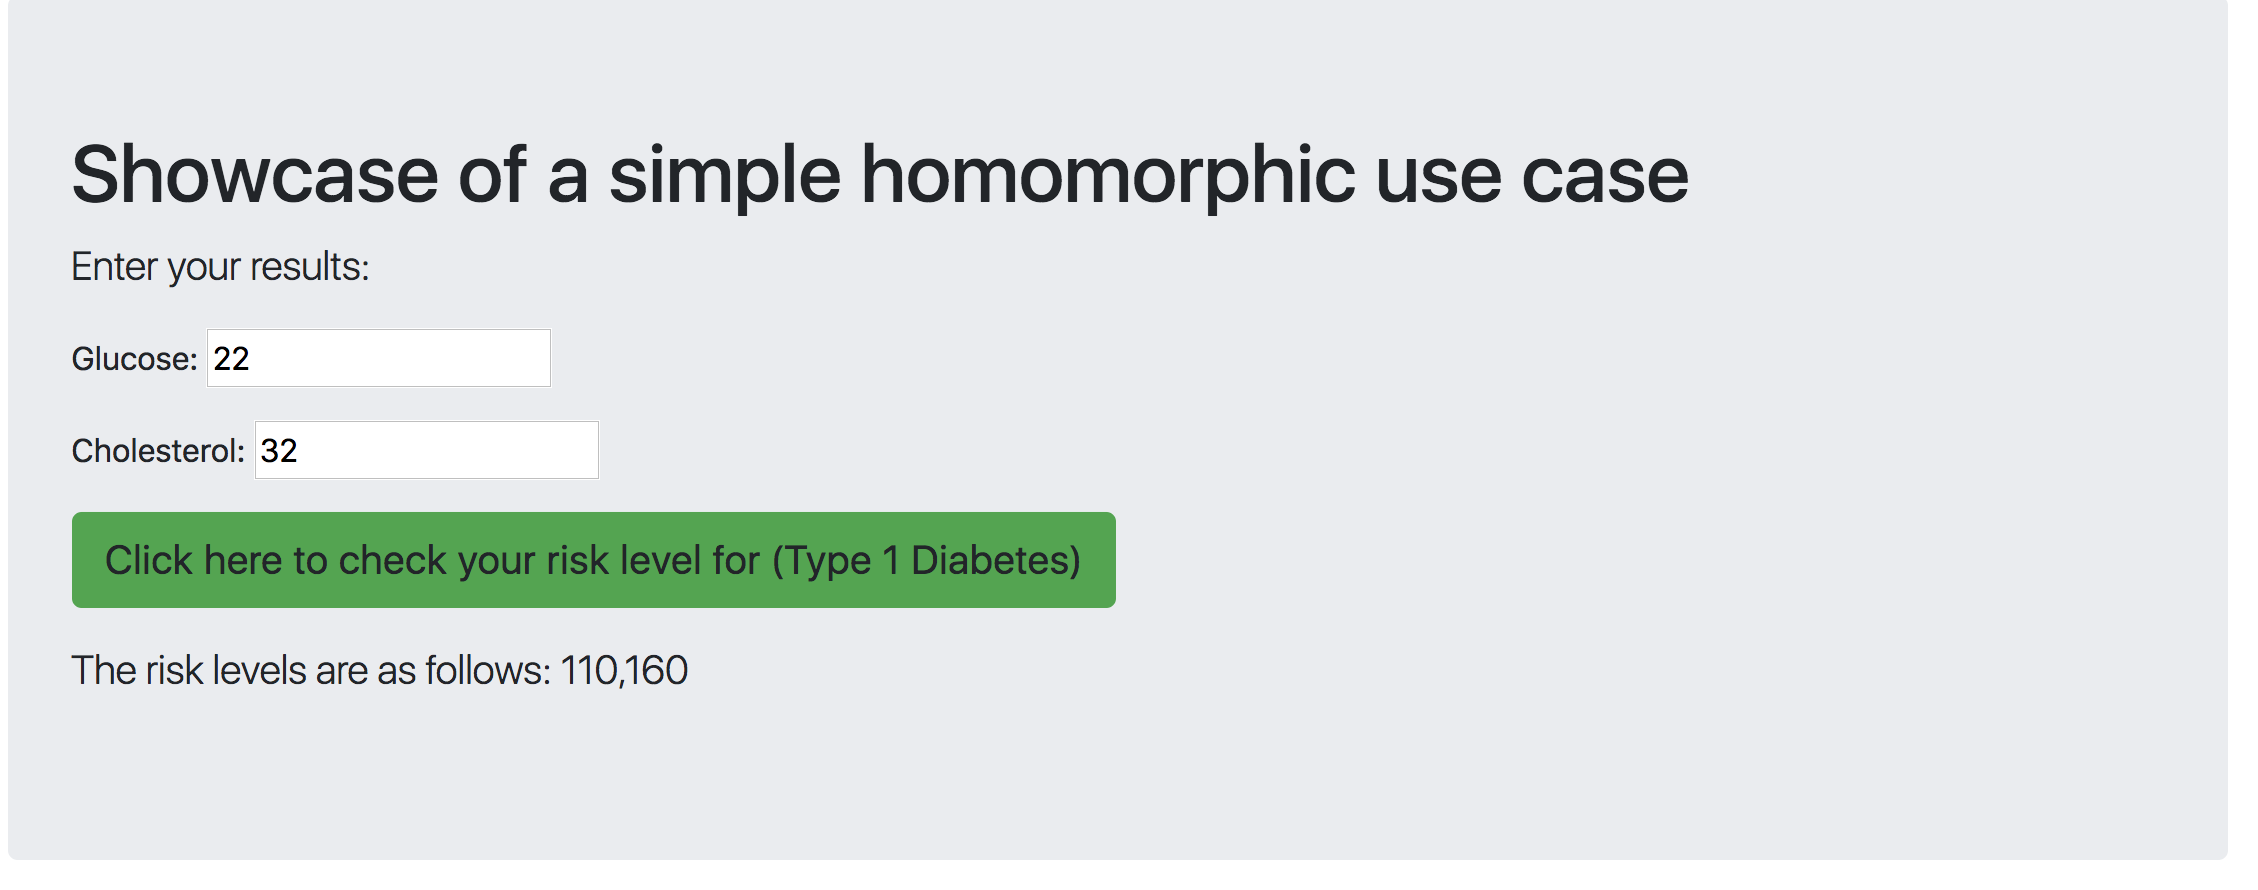 Showcase of a simple homomorphic use case
Enter your results:
Glucose: 22
Cholesterol: 32
Click here to check your risk level for (Type 1 Diabetes)
The risk levels are as follows: 110,160